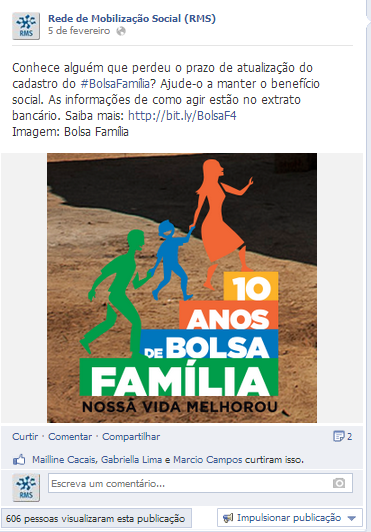 Rede de Mobilização Social (RMS)
5 de fevereiro
RMS
Conhece alguém que perdeu o prazo de atualização do
cadastro do #BolsaFamília? Ajude-o a manter o benefício
social. As informações de como agir estão no extrato
bancário. Saiba mais: http://bit.ly/BolsaF4
Imagem: Bolsa Família
10
ANOS
DE BOLSA
FAMÍLIA
NOSSA VIDA MELHOROU
Curtir · Comentar · Compartilhar 2
Mailline Cacais, Gabriella Lima e Marcio Campos curtiram isso.
RMS
Escreva um comentário...
606 pessoas visualizaram esta publicação Impulsionar publicação